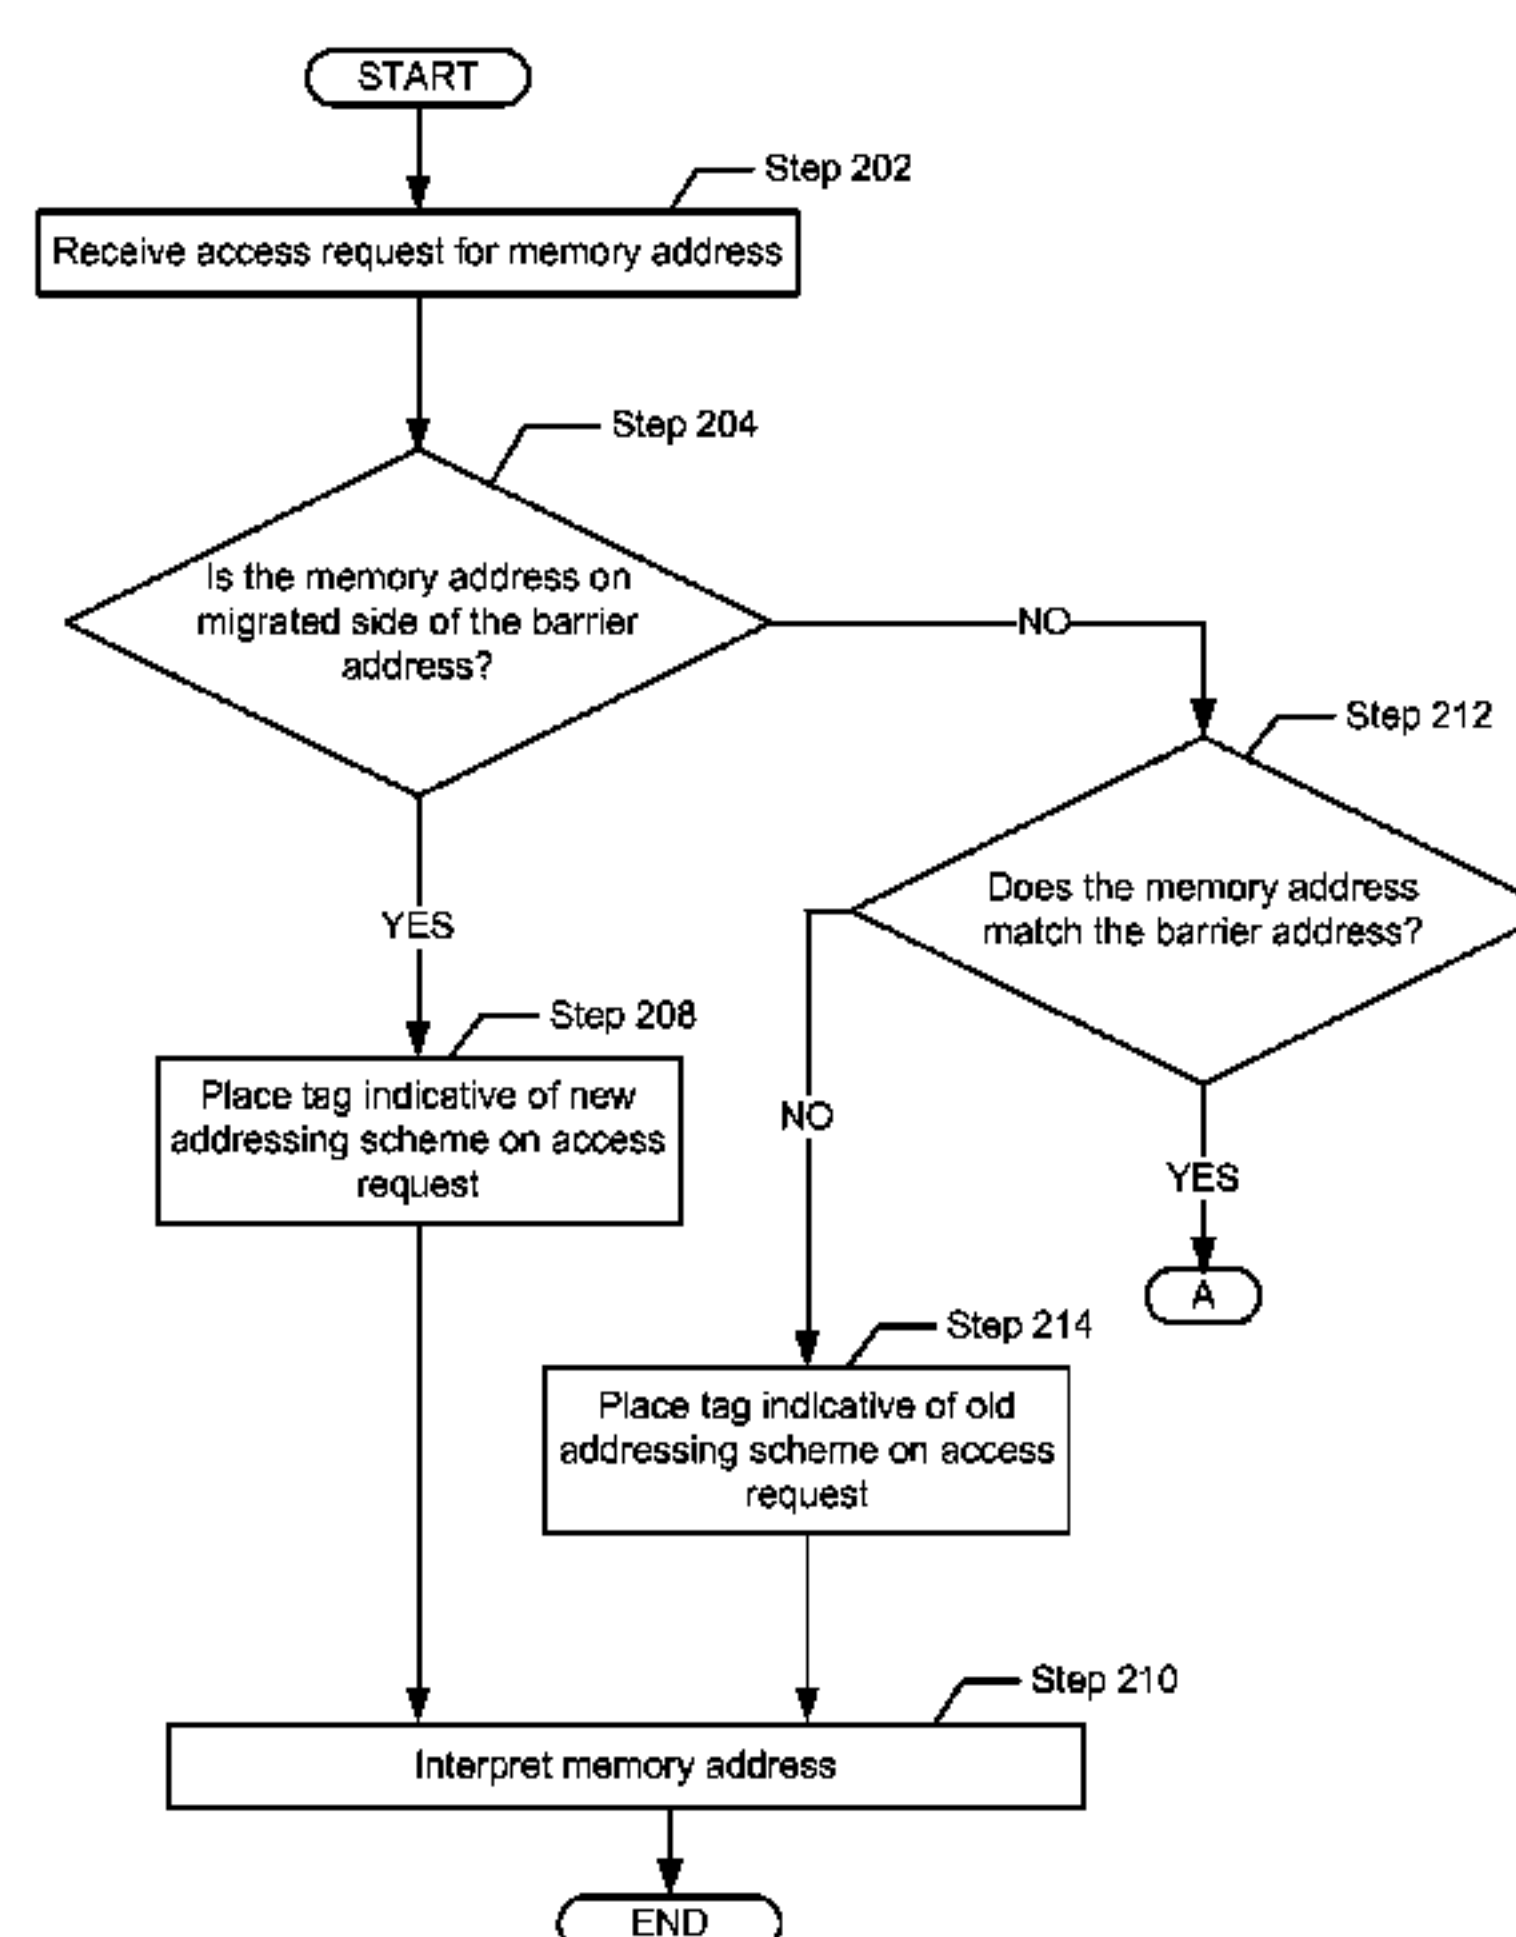 START
Step 202
Receive access request for memory address
Step 204
Is the memory address on
migrated side of the barrier
address?
NO
Step 212
Does the memory address
match the barrier address?
YES
Step 208
Place tag indicative of new
addressing scheme on access
request
NO
YES
A
Step 214
Place tag indicative of old
addressing scheme on access
request
Step 210
Interpret memory address
END